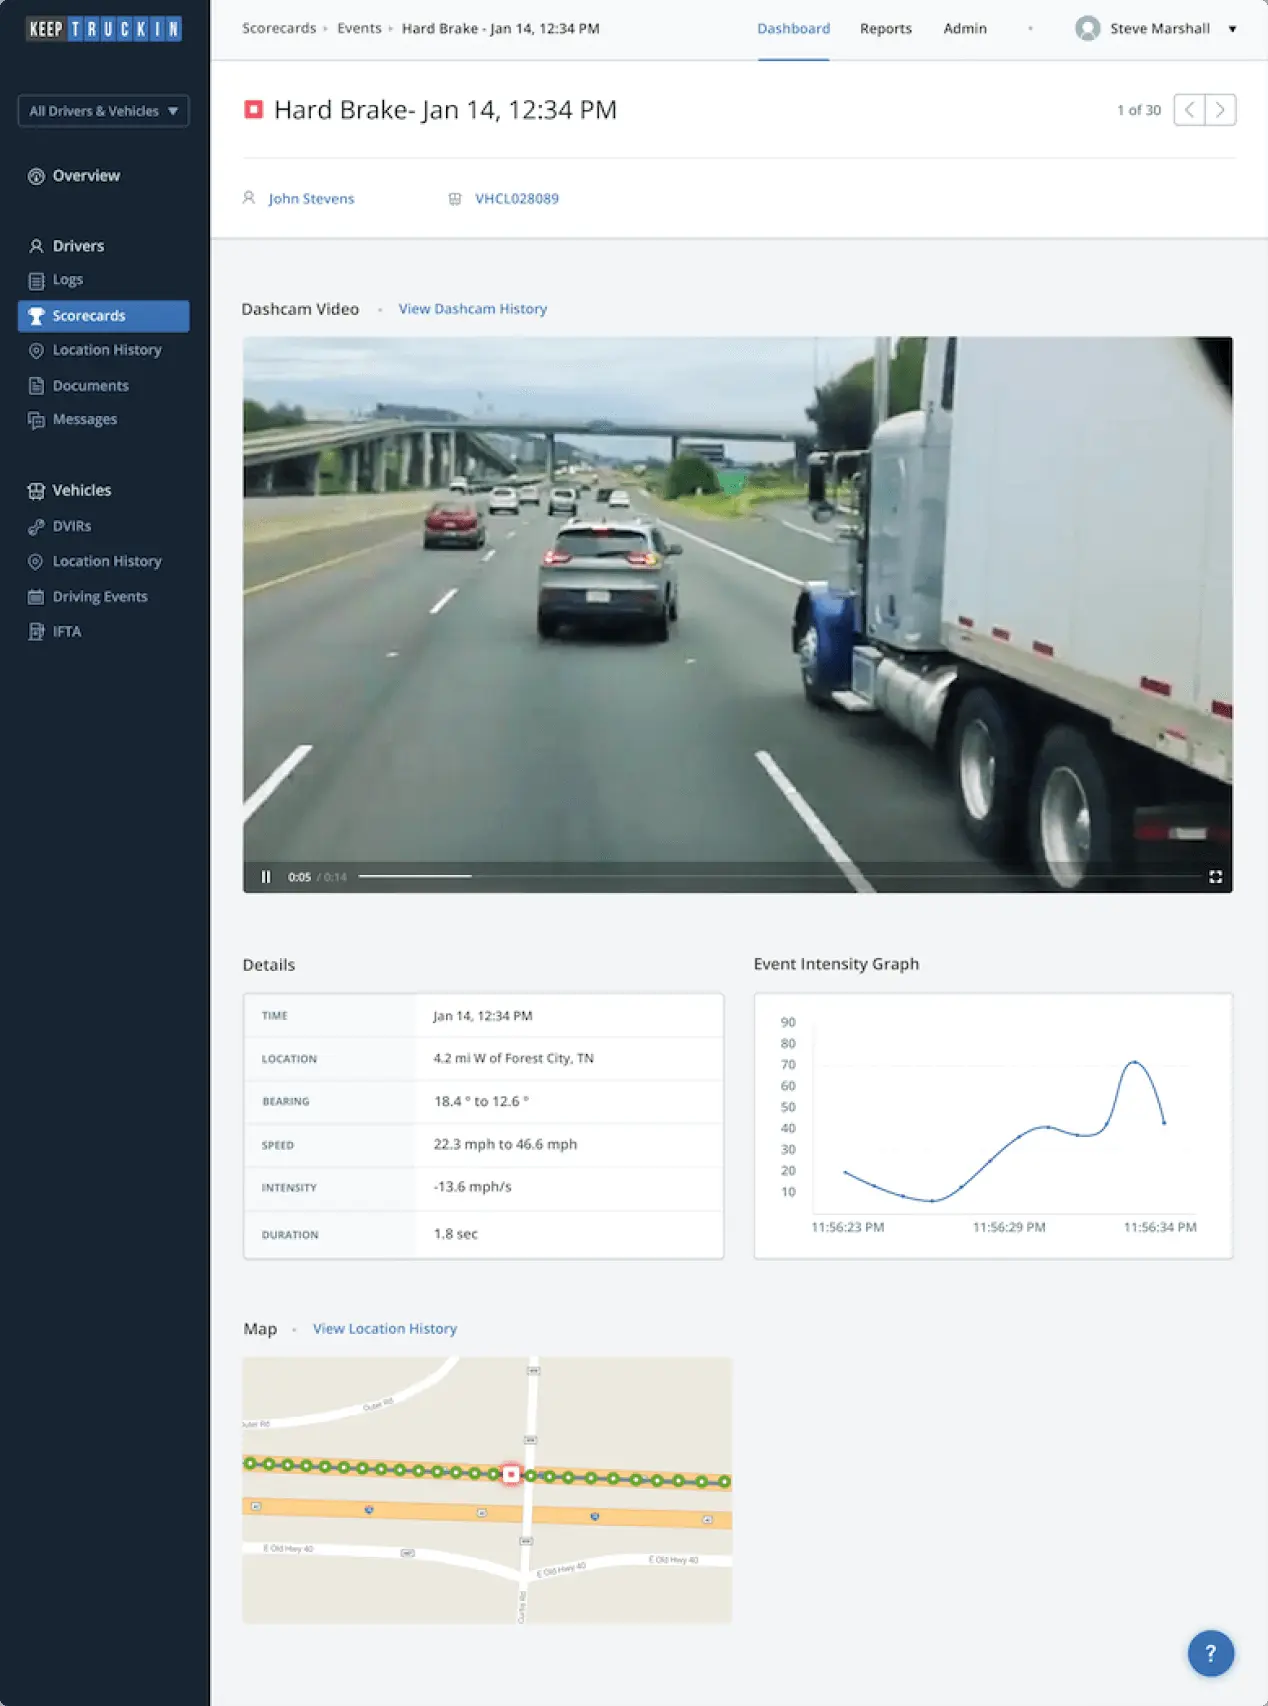 KEEP TRUCKIN
Scorecards Events Hard Brake - Jan 14, 12:34 PM
Dashboard Reports Admin Steve Marshall
All Drivers & Vehicles
Overview
Drivers
Logs
Scorecards
Location History
Documents
Messages
Vehicles
DVIRs
Location History
Driving Events
IFTA
Hard Brake- Jan 14, 12:34 PM
1 of 30
John Stevens VHCL028089
Dashcam Video View Dashcam History
0:05 / 0:14
Details
TIME Jan 14, 12:34 PM
LOCATION 4.2 mi W of Forest City, TN
BEARING 18.4 ° to 12.6 °
SPEED 22.3 mph to 46.6 mph
INTENSITY -13.6 mph/s
DURATION 1.8 sec
Event Intensity Graph
90
80
70
60
50
40
30
20
10
11:56:23 PM 11:56:29 PM 11:56:34 PM
Map View Location History
Outer Rd
Outer Rd
E Old Hwy 40
E Old Hwy 40
E Old Hwy 40
Curtis Rd
?